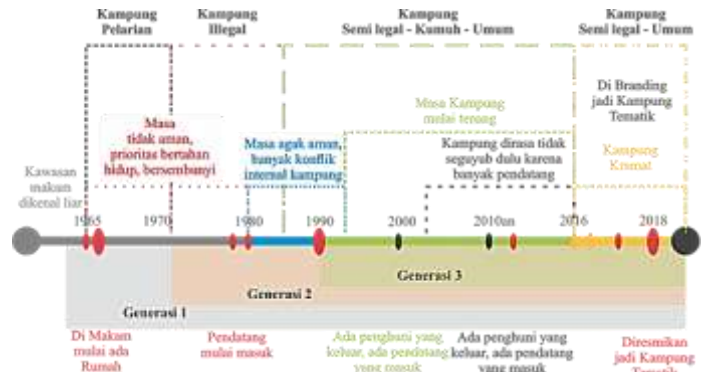 Kampung
Pelarian
Kampung
Illegal
Kampung
Semi legal - Kumuh - Umum
Kampung
Semi legal - Umum
Di Branding
jadi Kampung
Tematik
Masa Kampung
mulai tenang
Masa
tidak aman,
prioritas bertahan
hidup, bersembunyi
Masa agak aman,
banyak konflik
internal kampung
Kampung dirasa tidak
seguyub dulu karena
banyak pendatang
Kampung
Kramat
Kawasan
makam
dikenal liar
1965
1970
1980
1990
2000
2010an
2016
2018
Generasi 3
Generasi 2
Generasi 1
Di Makam
mulai ada
Rumah
Pendatang
mulai masuk
Ada penghuni yang
keluar, ada pendatang
yang masuk
Ada penghuni yang
keluar, ada pendatang
yang masuk
Diresmikan
jadi Kampung
Tematik